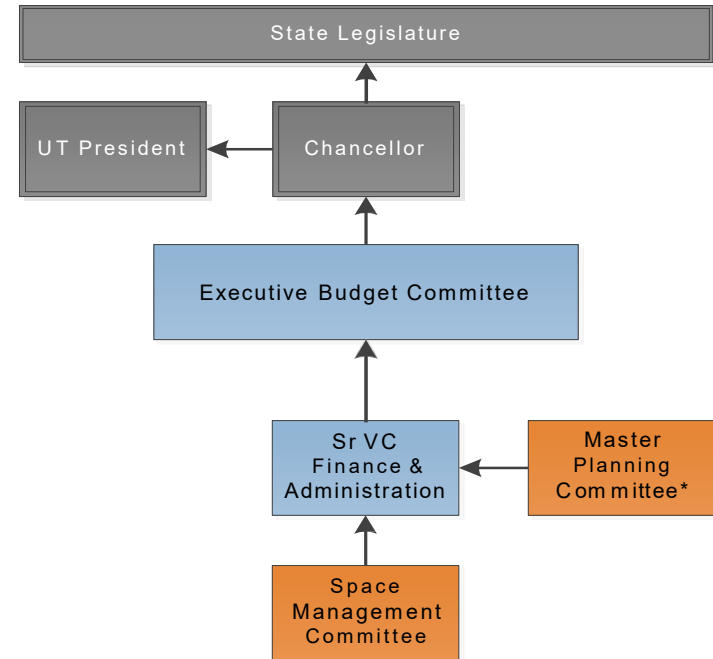 State Legislature
UT President
Chancellor
Executive Budget Committee
Sr VC
Finance &
Administration
Master
Planning
Committee*
Space
Management
Committee